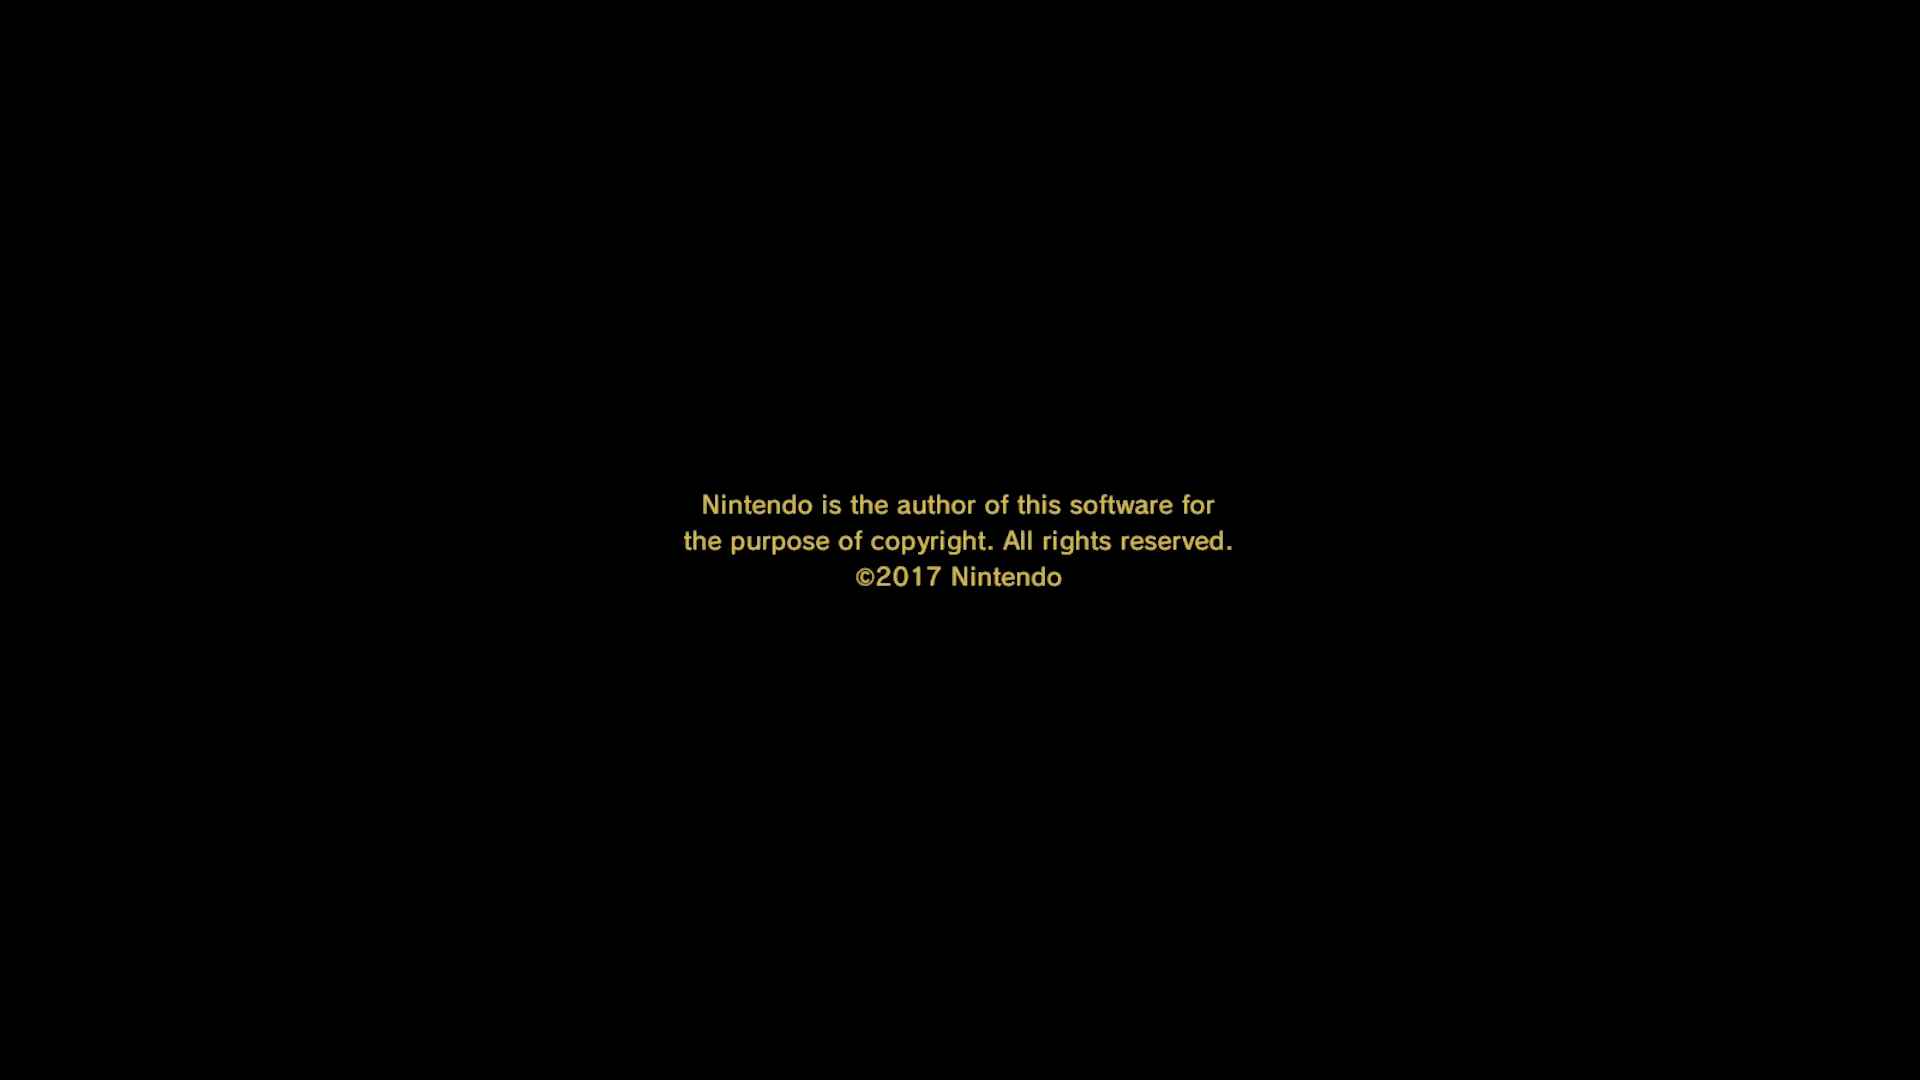 Nintendo is the author of this software for
the purpose of copyright. All rights reserved.
©2017 Nintendo